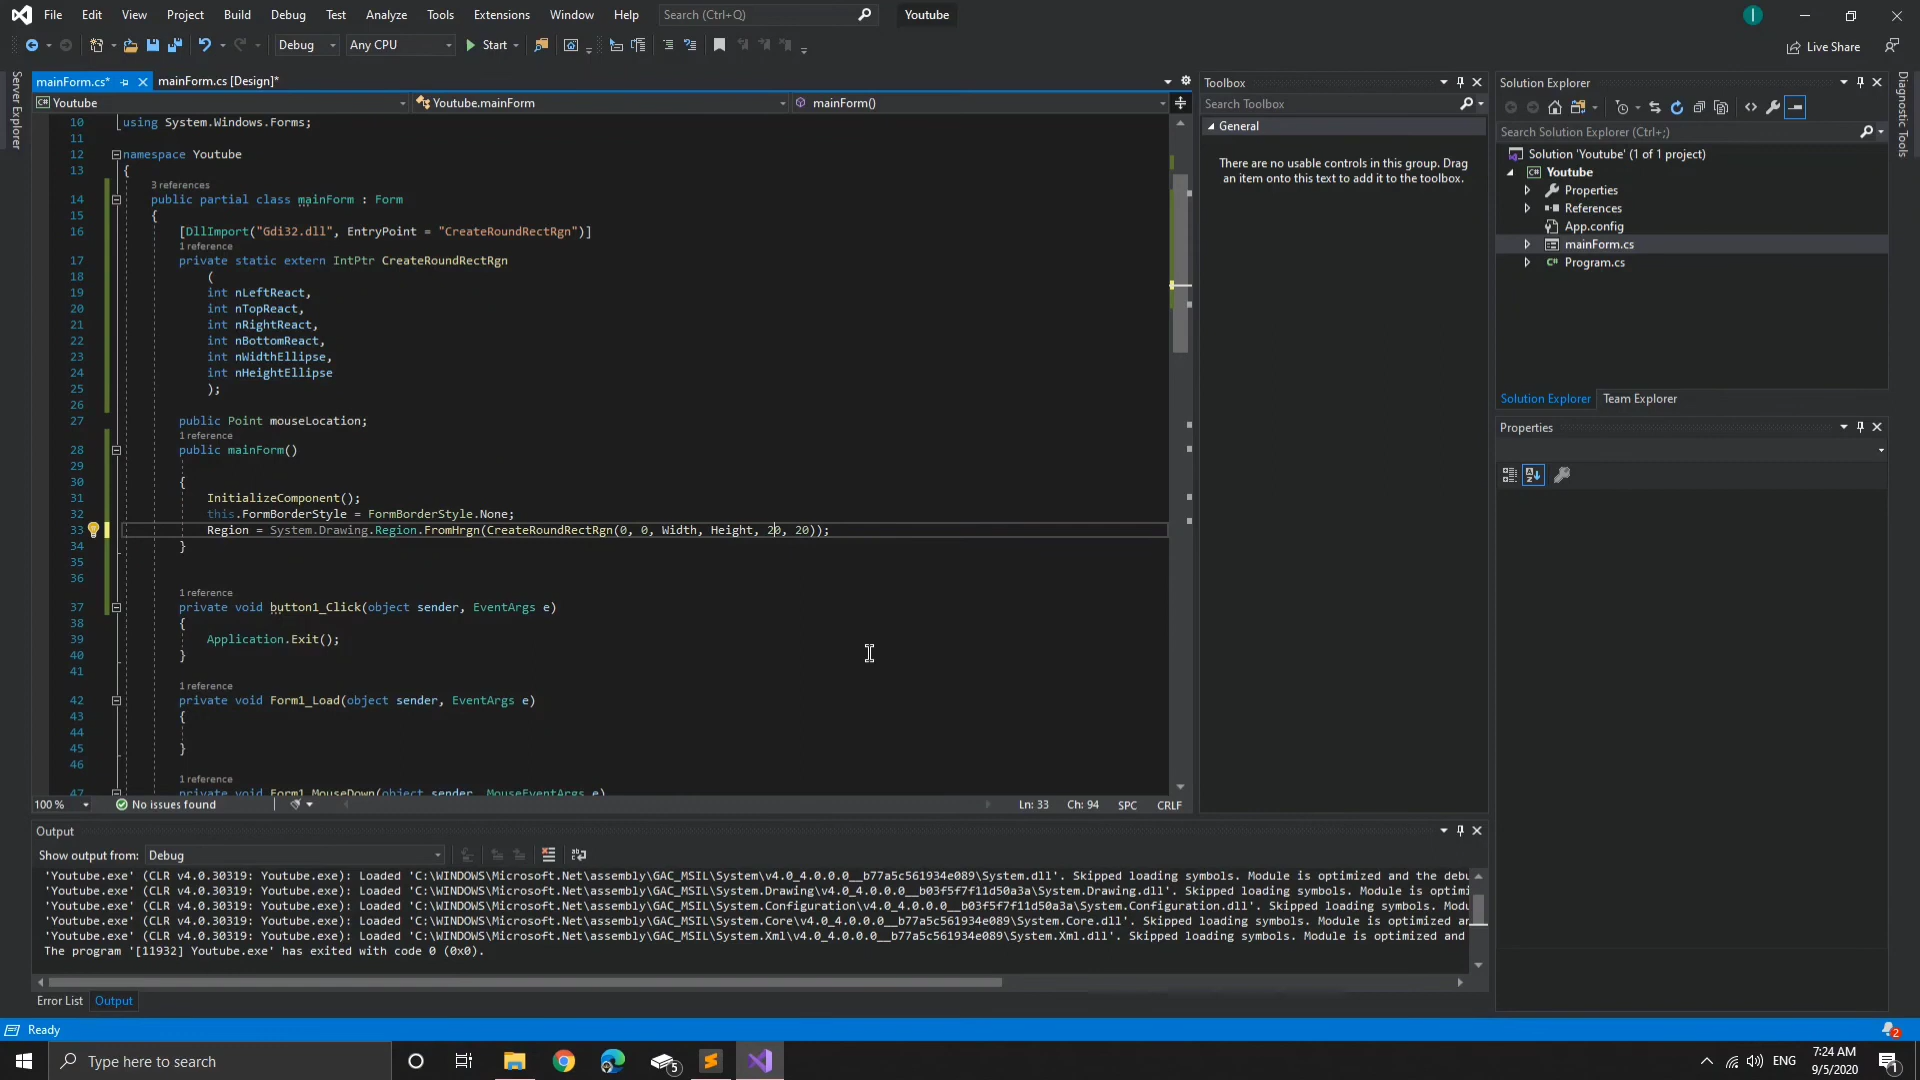 File Edit View Project Build Debug Test Analyze Tools Extensions Window Help Search (Ctrl+Q) Youtube I
Debug Any CPU Start Live Share
Server Explorer
mainForm.cs* mainForm.cs [Design]*
Youtube Youtube.mainForm mainForm()
10 using System.Windows.Forms;
11
12 namespace Youtube
13 {
3 references
14 public partial class mainForm : Form
15 {
16 [DllImport("Gdi32.dll", EntryPoint = "CreateRoundRectRgn")]
1 reference
17 private static extern IntPtr CreateRoundRectRgn
18 (
19 int nLeftReact,
20 int nTopReact,
21 int nRightReact,
22 int nBottomReact,
23 int nWidthEllipse,
24 int nHeightEllipse
25 );
26
27 public Point mouseLocation;
1 reference
28 public mainForm()
29
30 {
31 InitializeComponent();
32 this.FormBorderStyle = FormBorderStyle.None;
33 Region = System.Drawing.Region.FromHrgn(CreateRoundRectRgn(0, 0, Width, Height, 20, 20));
34 }
35
36
1 reference
37 private void button1_Click(object sender, EventArgs e)
38 {
39 Application.Exit();
40 }
41
1 reference
42 private void Form1_Load(object sender, EventArgs e)
43 {
44
45 }
46
1 reference
47 private void Form1_MouseDown(object sender, MouseEventArgs e)
100 % No issues found Ln: 33 Ch: 94 SPC CRLF
Toolbox
Search Toolbox
General
There are no usable controls in this group. Drag
an item onto this text to add it to the toolbox.
Solution Explorer
Search Solution Explorer (Ctrl+;)
Solution 'Youtube' (1 of 1 project)
Youtube
Properties
References
App.config
mainForm.cs
Program.cs
Solution Explorer Team Explorer
Properties
Diagnostic Tools
Output
Show output from: Debug
'Youtube.exe' (CLR v4.0.30319: Youtube.exe): Loaded 'C:\WINDOWS\Microsoft.Net\assembly\GAC_MSIL\System\v4.0_4.0.0.0__b77a5c561934e089\System.dll'. Skipped loading symbols. Module is optimized and the debu
'Youtube.exe' (CLR v4.0.30319: Youtube.exe): Loaded 'C:\WINDOWS\Microsoft.Net\assembly\GAC_MSIL\System.Drawing\v4.0_4.0.0.0__b03f5f7f11d50a3a\System.Drawing.dll'. Skipped loading symbols. Module is optimi
'Youtube.exe' (CLR v4.0.30319: Youtube.exe): Loaded 'C:\WINDOWS\Microsoft.Net\assembly\GAC_MSIL\System.Configuration\v4.0_4.0.0.0__b03f5f7f11d50a3a\System.Configuration.dll'. Skipped loading symbols. Modu
'Youtube.exe' (CLR v4.0.30319: Youtube.exe): Loaded 'C:\WINDOWS\Microsoft.Net\assembly\GAC_MSIL\System.Core\v4.0_4.0.0.0__b77a5c561934e089\System.Core.dll'. Skipped loading symbols. Module is optimized an
'Youtube.exe' (CLR v4.0.30319: Youtube.exe): Loaded 'C:\WINDOWS\Microsoft.Net\assembly\GAC_MSIL\System.Xml\v4.0_4.0.0.0__b77a5c561934e089\System.Xml.dll'. Skipped loading symbols. Module is optimized and
The program '[11932] Youtube.exe' has exited with code 0 (0x0).
Error List Output
Ready 2
Type here to search 5 ENG 7:24 AM
9/5/2020 1